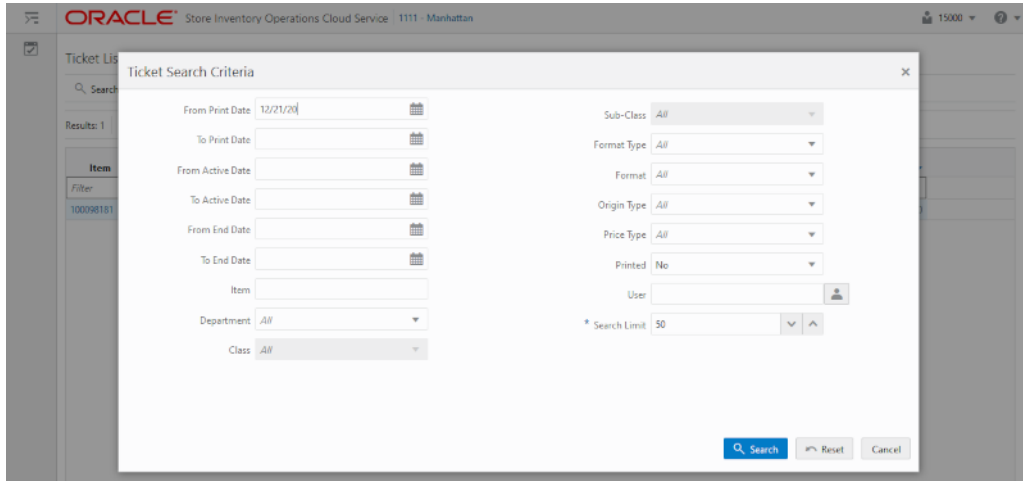 ORACLE Store Inventory Operations Cloud Service 1111 - Manhattan 15000
Ticket Lis
Ticket Search Criteria
Search
Results: 1
Item
Filter
100098181
From Print Date 12/21/20
To Print Date
From Active Date
To Active Date
From End Date
To End Date
Item
Department All
Class All
Sub-Class All
Format Type All
Format All
Origin Type All
Price Type All
Printed No
User
* Search Limit 50
Search Reset Cancel